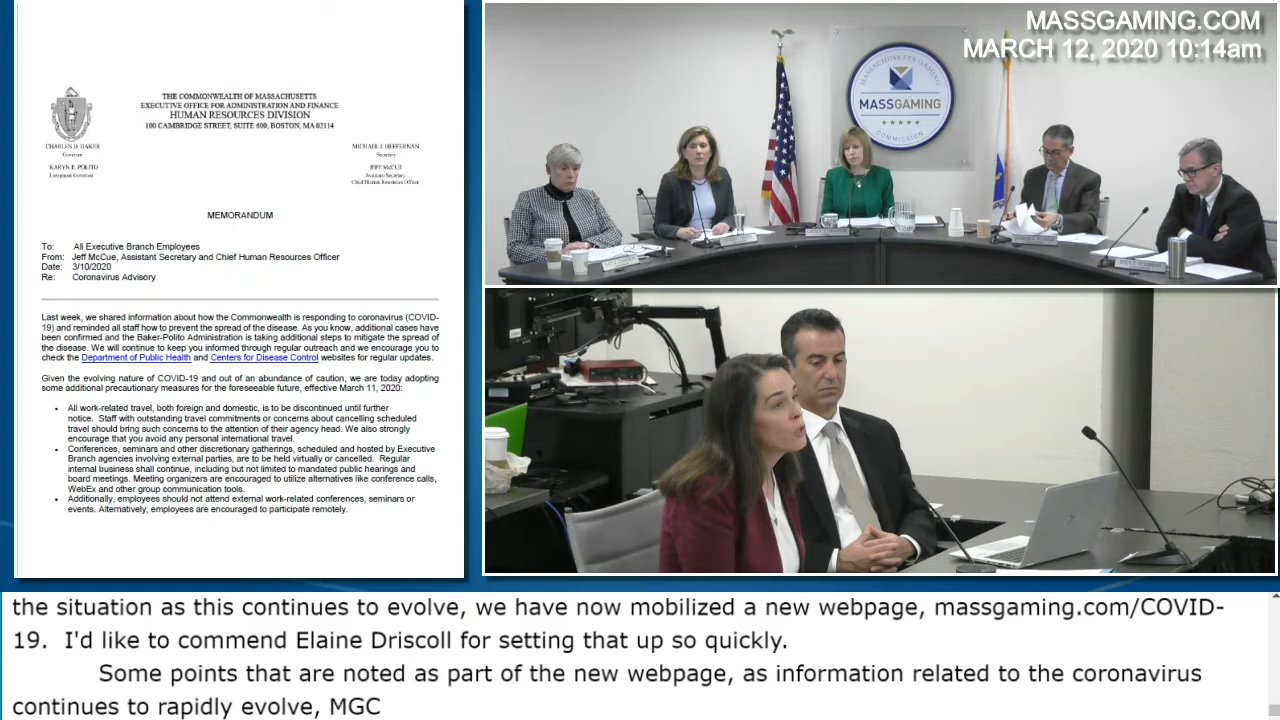 THE COMMONWEALTH OF MASSACHUSETTS
EXECUTIVE OFFICE FOR ADMINISTRATION AND FINANCE
HUMAN RESOURCES DIVISION
100 CAMBRIDGE STREET, SUITE 600, BOSTON, MA 02114
CHARLES D. BAKER
Governor
KARYN E. POLITO
Lieutenant Governor
MICHAEL J. HEFFERNAN
Secretary
JEFF McCUE
Assistant Secretary
Chief Human Resources Officer
MEMORANDUM
To: All Executive Branch Employees
From: Jeff McCue, Assistant Secretary and Chief Human Resources Officer
Date: 3/10/2020
Re: Coronavirus Advisory
Last week, we shared information about how the Commonwealth is responding to coronavirus (COVID-
19) and reminded all staff how to prevent the spread of the disease. As you know, additional cases have
been confirmed and the Baker-Polito Administration is taking additional steps to mitigate the spread of
the disease. We will continue to keep you informed through regular outreach and we encourage you to
check the Department of Public Health and Centers for Disease Control websites for regular updates.
Given the evolving nature of COVID-19 and out of an abundance of caution, we are today adopting
some additional precautionary measures for the foreseeable future, effective March 11, 2020:
• All work-related travel, both foreign and domestic, is to be discontinued until further
notice. Staff with outstanding travel commitments or concerns about cancelling scheduled
travel should bring such concerns to the attention of their agency head. We also strongly
encourage that you avoid any personal international travel.
• Conferences, seminars and other discretionary gatherings, scheduled and hosted by Executive
Branch agencies involving external parties, are to be held virtually or cancelled. Regular
internal business shall continue, including but not limited to mandated public hearings and
board meetings. Meeting organizers are encouraged to utilize alternatives like conference calls,
WebEx and other group communication tools.
• Additionally, employees should not attend external work-related conferences, seminars or
events. Alternatively, employees are encouraged to participate remotely.
MASSGAMING.COM
MARCH 12, 2020 10:14am
MASSACHUSETTS GAMING
MASSGAMING
COMMISSION
the situation as this continues to evolve, we have now mobilized a new webpage, massgaming.com/COVID-
19. I'd like to commend Elaine Driscoll for setting that up so quickly.
Some points that are noted as part of the new webpage, as information related to the coronavirus
continues to rapidly evolve, MGC